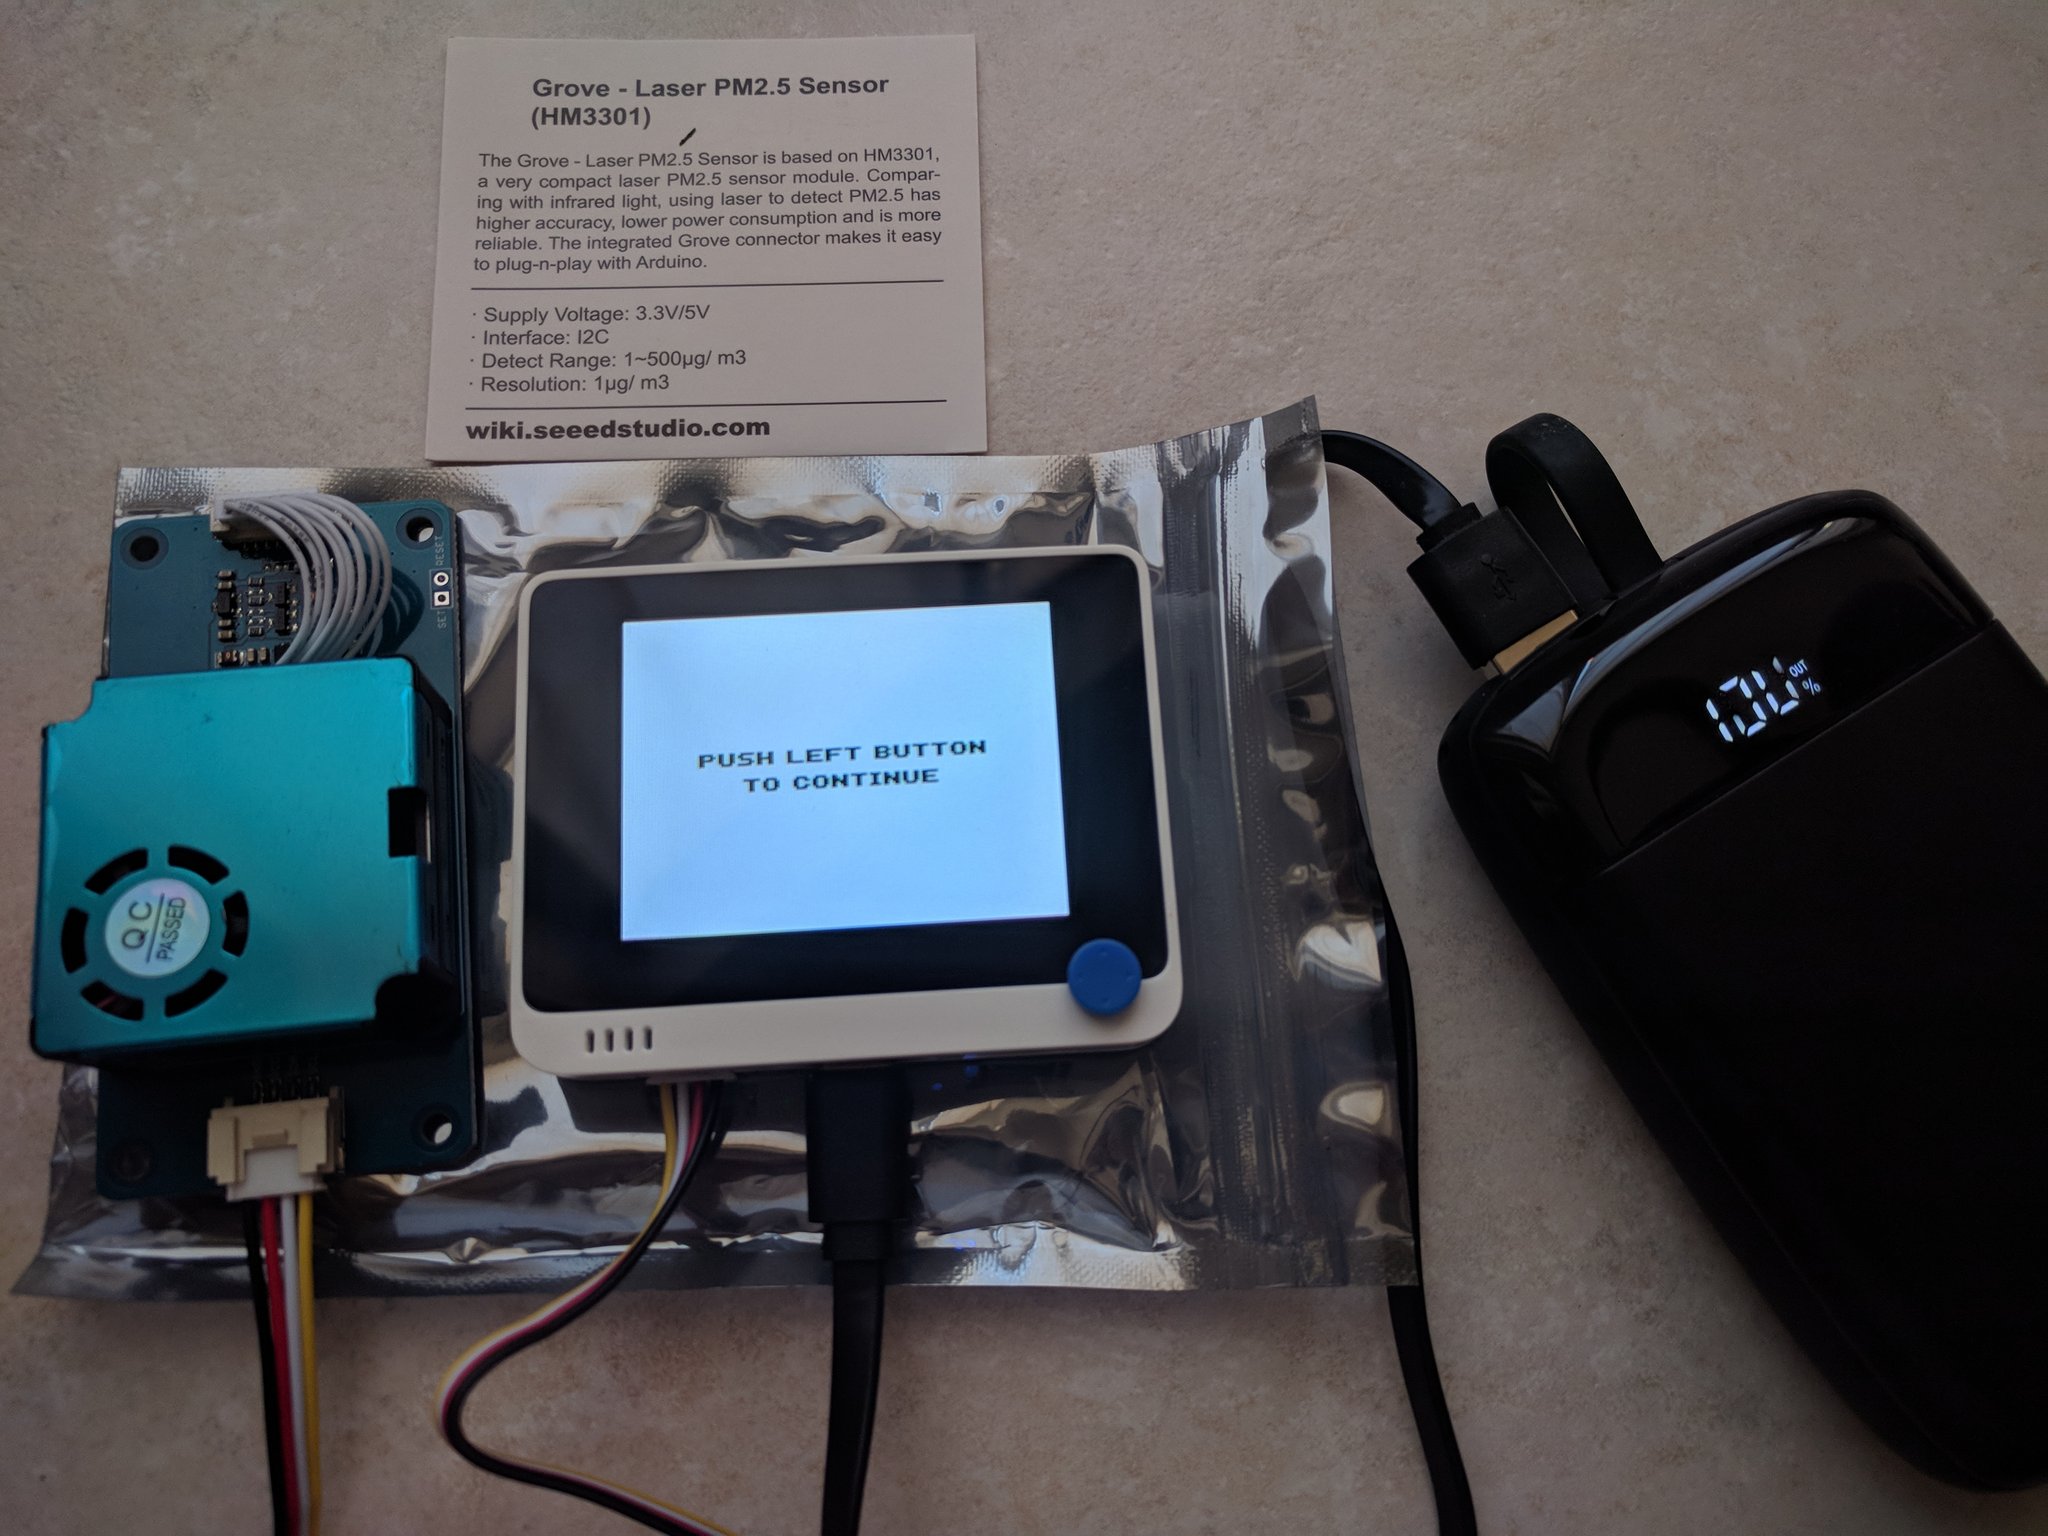 Grove - Laser PM2.5 Sensor
(HM3301)
The Grove - Laser PM2.5 Sensor is based on HM3301,
a very compact laser PM2.5 sensor module. Compar-
ing with infrared light, using laser to detect PM2.5 has
higher accuracy, lower power consumption and is more
reliable. The integrated Grove connector makes it easy
to plug-n-play with Arduino.
· Supply Voltage: 3.3V/5V
· Interface: I2C
· Detect Range: 1~500µg/ m3
· Resolution: 1µg/ m3
wiki.seeedstudio.com
RESET
SET
QC
PASSED
PUSH LEFT BUTTON
TO CONTINUE
OUT
%